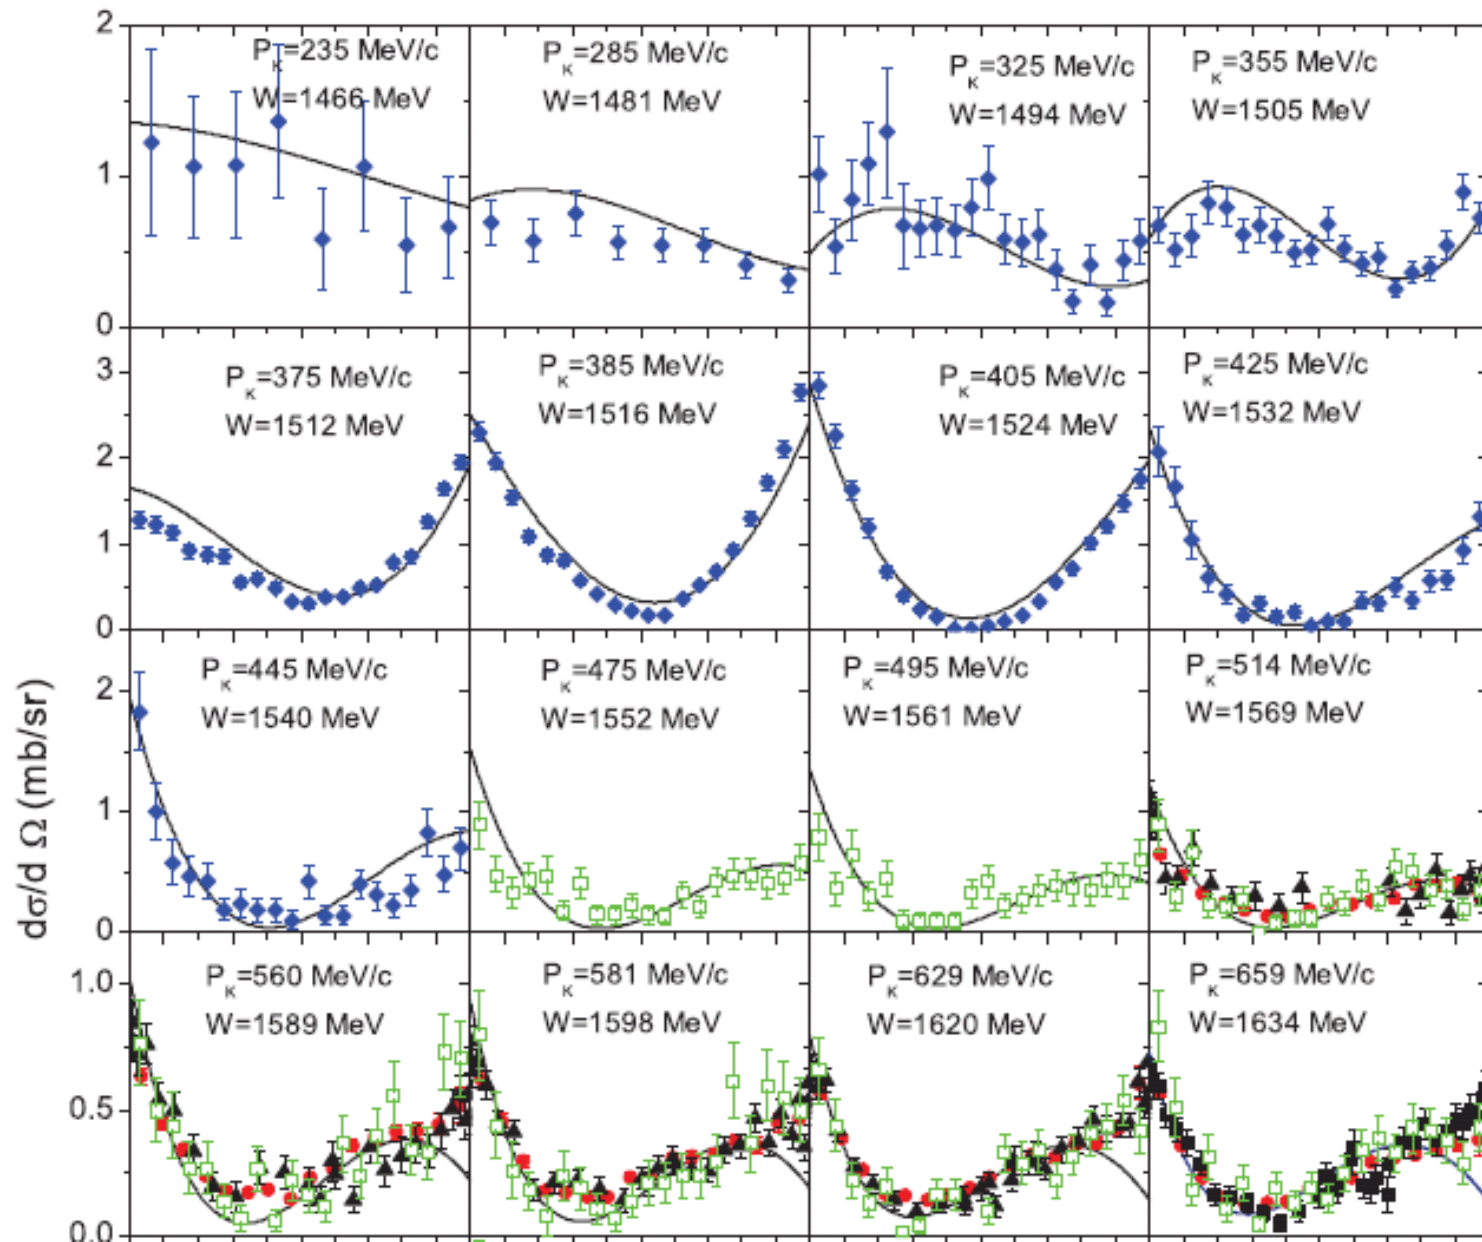 2
P_K=235 MeV/c
W=1466 MeV
P_K=285 MeV/c
W=1481 MeV
P_K=325 MeV/c
W=1494 MeV
P_K=355 MeV/c
W=1505 MeV
1
0
3
P_K=375 MeV/c
W=1512 MeV
P_K=385 MeV/c
W=1516 MeV
P_K=405 MeV/c
W=1524 MeV
P_K=425 MeV/c
W=1532 MeV
2
1
0
dσ/d Ω (mb/sr)
P_K=445 MeV/c
W=1540 MeV
P_K=475 MeV/c
W=1552 MeV
P_K=495 MeV/c
W=1561 MeV
P_K=514 MeV/c
W=1569 MeV
2
1
0
1.0
P_K=560 MeV/c
W=1589 MeV
P_K=581 MeV/c
W=1598 MeV
P_K=629 MeV/c
W=1620 MeV
P_K=659 MeV/c
W=1634 MeV
0.5
0.0